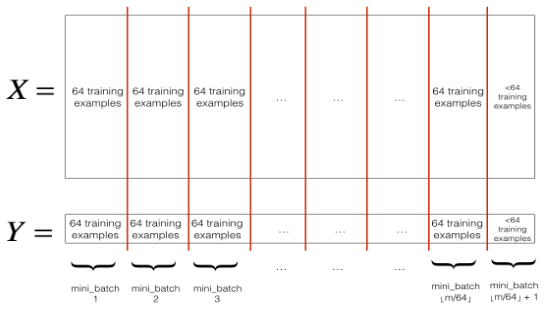 X =
64 training
examples
64 training
examples
64 training
examples
...
...
...
64 training
examples
<64
training
examples
Y =
64 training
examples
64 training
examples
64 training
examples
...
...
...
64 training
examples
<64
training
examples
mini_batch
1
mini_batch
2
mini_batch
3
...
...
...
mini_batch
⌊m/64⌋
mini_batch
⌊m/64⌋ + 1